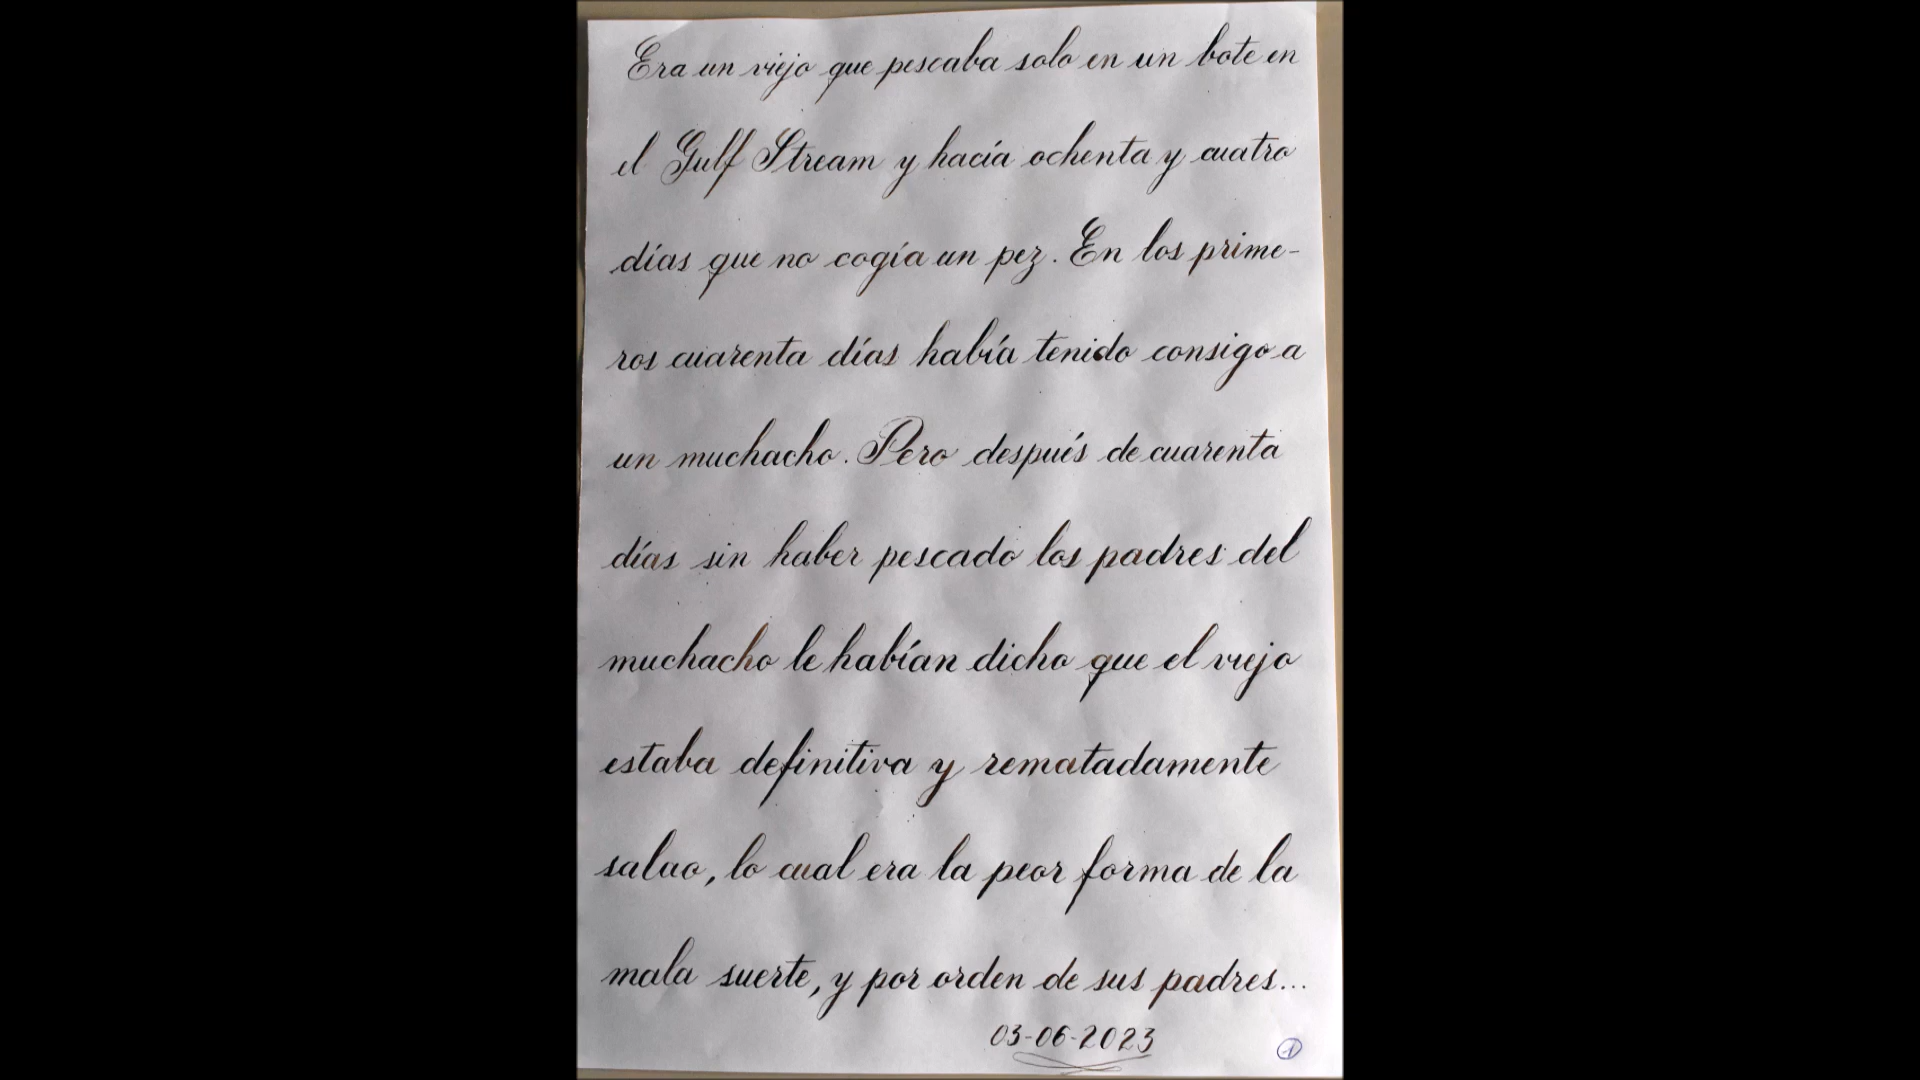 Era un viejo que pescaba solo en un bote en
el Gulf Stream y hacía ochenta y cuatro
días que no cogía un pez. En los prime-
ros cuarenta días había tenido consigo a
un muchacho. Pero después de cuarenta
días sin haber pescado los padres del
muchacho le habían dicho que el viejo
estaba definitiva y rematadamente
salao, lo cual era la peor forma de la
mala suerte, y por orden de sus padres...
03-06-2023
1